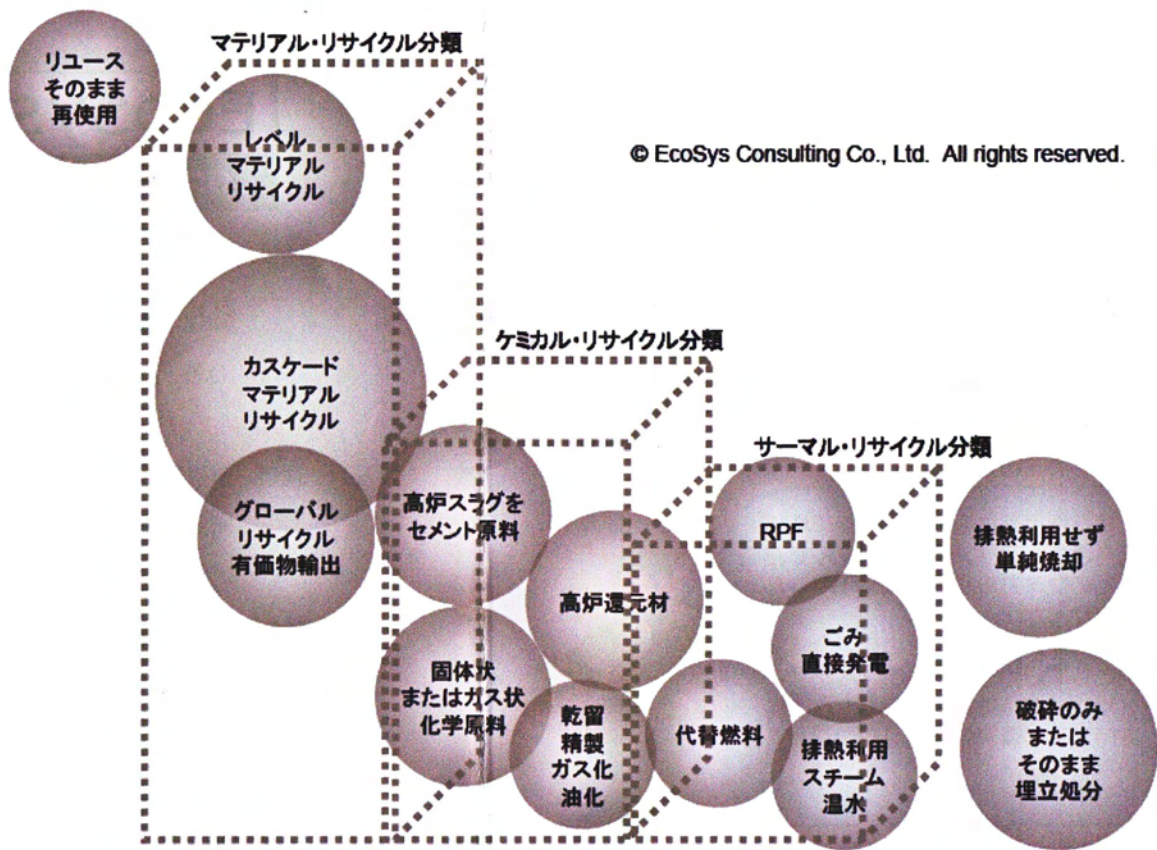 リユース
そのまま
再使用
マテリアル・リサイクル分類
レベル
マテリアル
リサイクル
© EcoSys Consulting Co., Ltd. All rights reserved.
カスケード
マテリアル
リサイクル
グローバル
リサイクル
有価物輸出
ケミカル・リサイクル分類
高炉スラグを
セメント原料
高炉還元材
固体状
またはガス状
化学原料
乾留
精製
ガス化
油化
サーマル・リサイクル分類
RPF
ごみ
直接発電
代替燃料
排熱利用
スチーム
温水
排熱利用せず
単純焼却
破砕のみ
または
そのまま
埋立処分